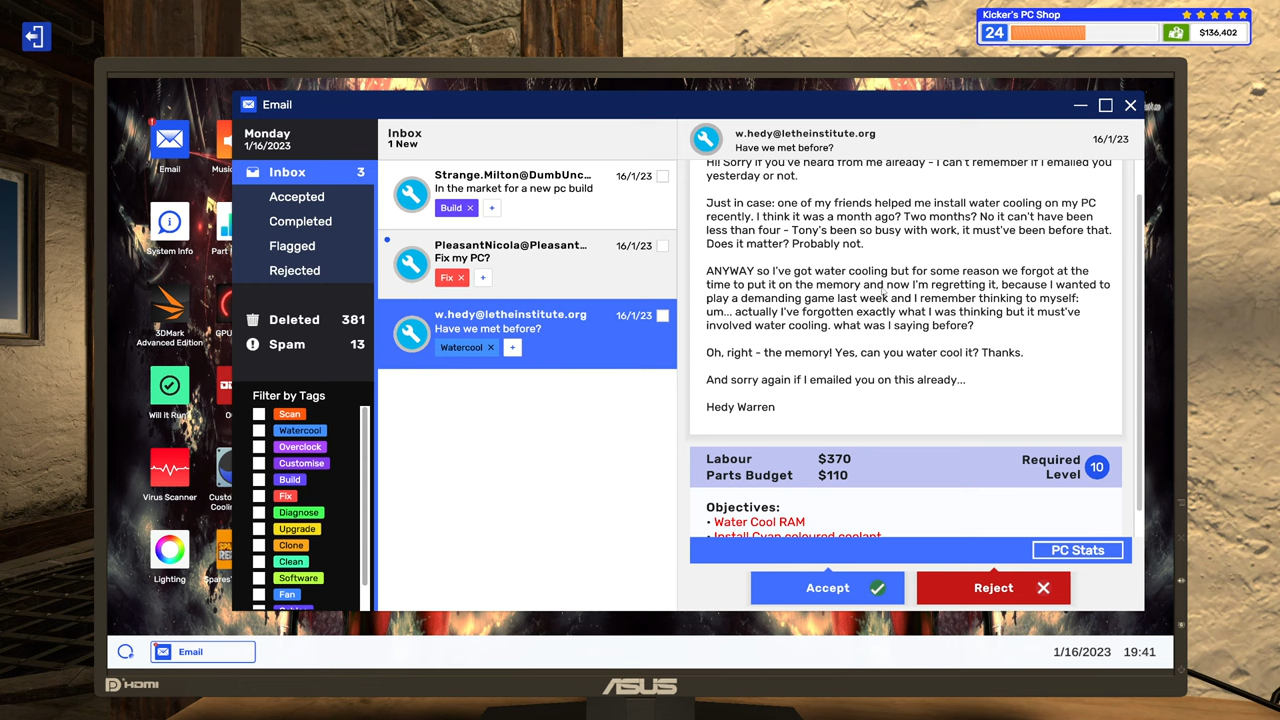 Kicker's PC Shop
24
$136,402
Email
Monday
1/16/2023
Inbox 3
Accepted
Completed
Flagged
Rejected
Deleted 381
Spam 13
Filter by Tags
Scan
Watercool
Overclock
Customise
Build
Fix
Diagnose
Upgrade
Clone
Clean
Software
Fan
Inbox
1 New
Strange.Milton@DumbUnc... 16/1/23
In the market for a new pc build
Build × +
PleasantNicola@Pleasant... 16/1/23
Fix my PC?
Fix × +
w.hedy@letheinstitute.org 16/1/23
Have we met before?
Watercool × +
w.hedy@letheinstitute.org 16/1/23
Have we met before?
Hi! Sorry if you've heard from me already - I can't remember if I emailed you
yesterday or not.
Just in case: one of my friends helped me install water cooling on my PC
recently. I think it was a month ago? Two months? No it can't have been
less than four - Tony's been so busy with work, it must've been before that.
Does it matter? Probably not.
ANYWAY so I've got water cooling but for some reason we forgot at the
time to put it on the memory and now I'm regretting it, because I wanted to
play a demanding game last week and I remember thinking to myself:
um... actually I've forgotten exactly what I was thinking but it must've
involved water cooling. what was I saying before?
Oh, right - the memory! Yes, can you water cool it? Thanks.
And sorry again if I emailed you on this already...
Hedy Warren
Labour $370
Parts Budget $110
Required
Level 10
Objectives:
• Water Cool RAM
• Install Cyan coloured coolant
PC Stats
Accept
Reject
Email
System Info
3DMark
Advanced Edition
Will It Run
Virus Scanner
Lighting
Music
Part
GPU
Custo
Coolin
Spares
Email
1/16/2023 19:41
HDMI
ASUS